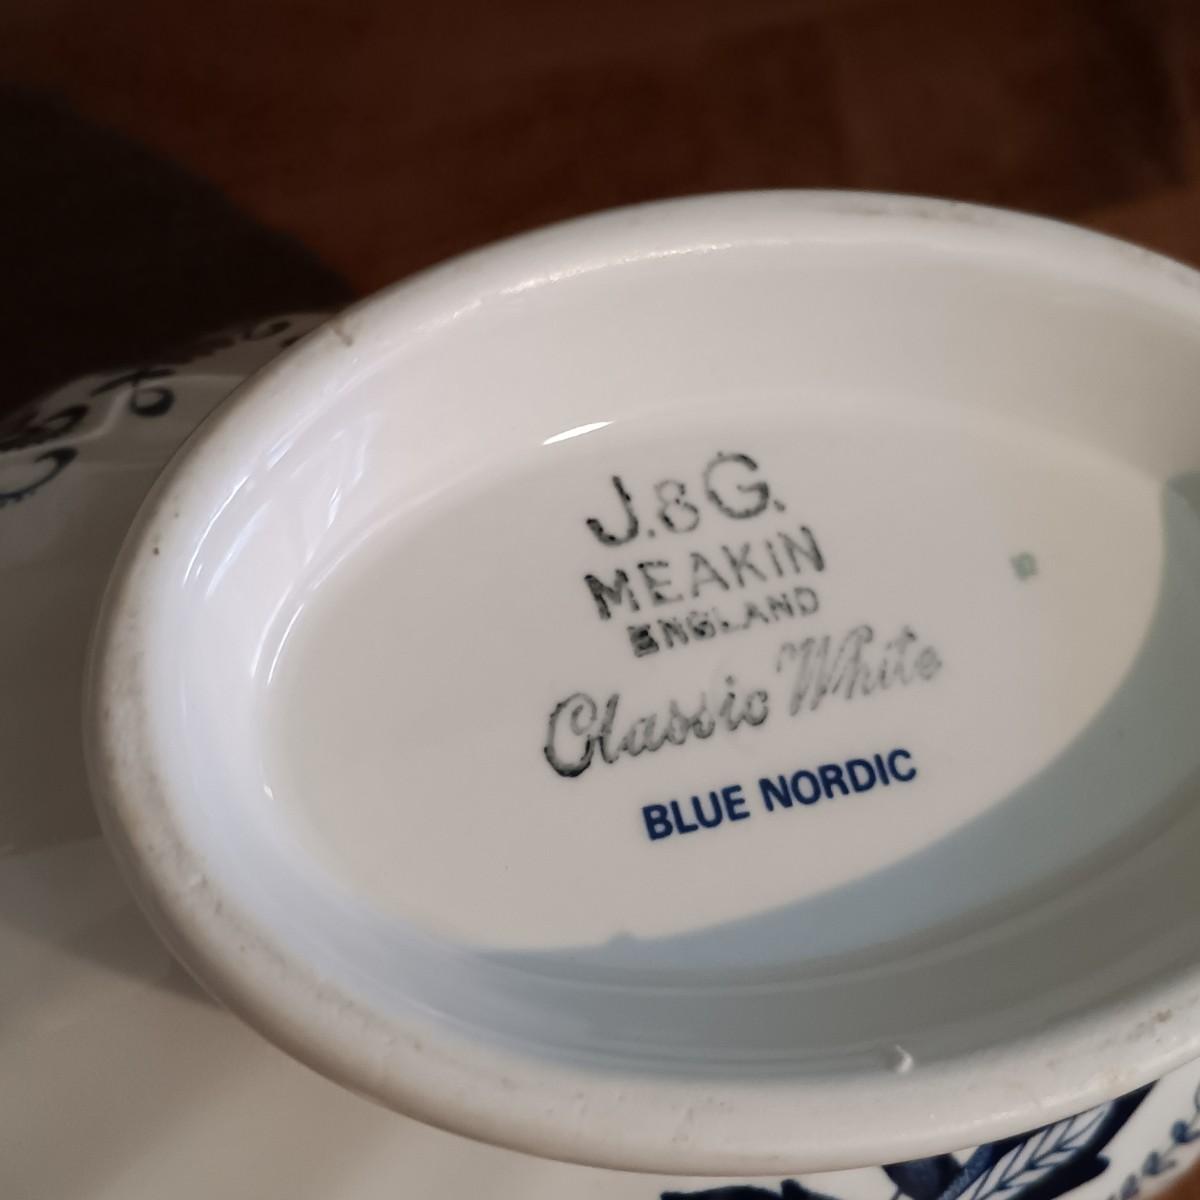 J.&G.
MEAKIN
ENGLAND
Classic White
BLUE NORDIC